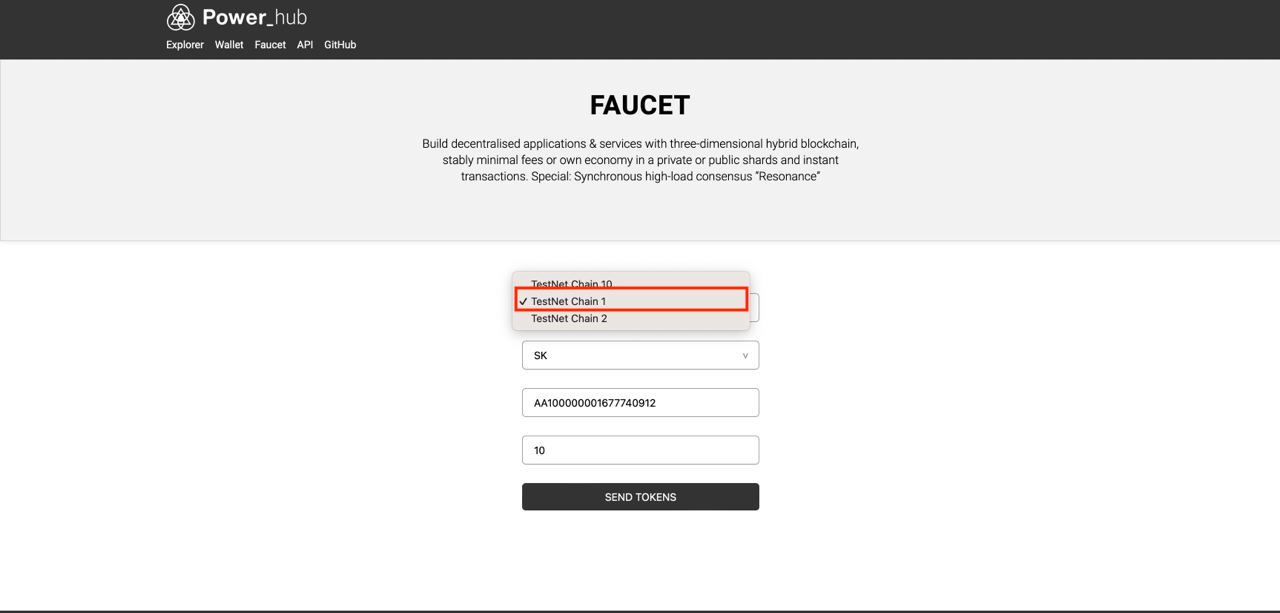 Power_hub
Explorer Wallet Faucet API GitHub
FAUCET
Build decentralised applications & services with three-dimensional hybrid blockchain,
stably minimal fees or own economy in a private or public shards and instant
transactions. Special: Synchronous high-load consensus “Resonance”
TestNet Chain 10
✓ TestNet Chain 1
TestNet Chain 2
SK v
AA100000001677740912
10
SEND TOKENS